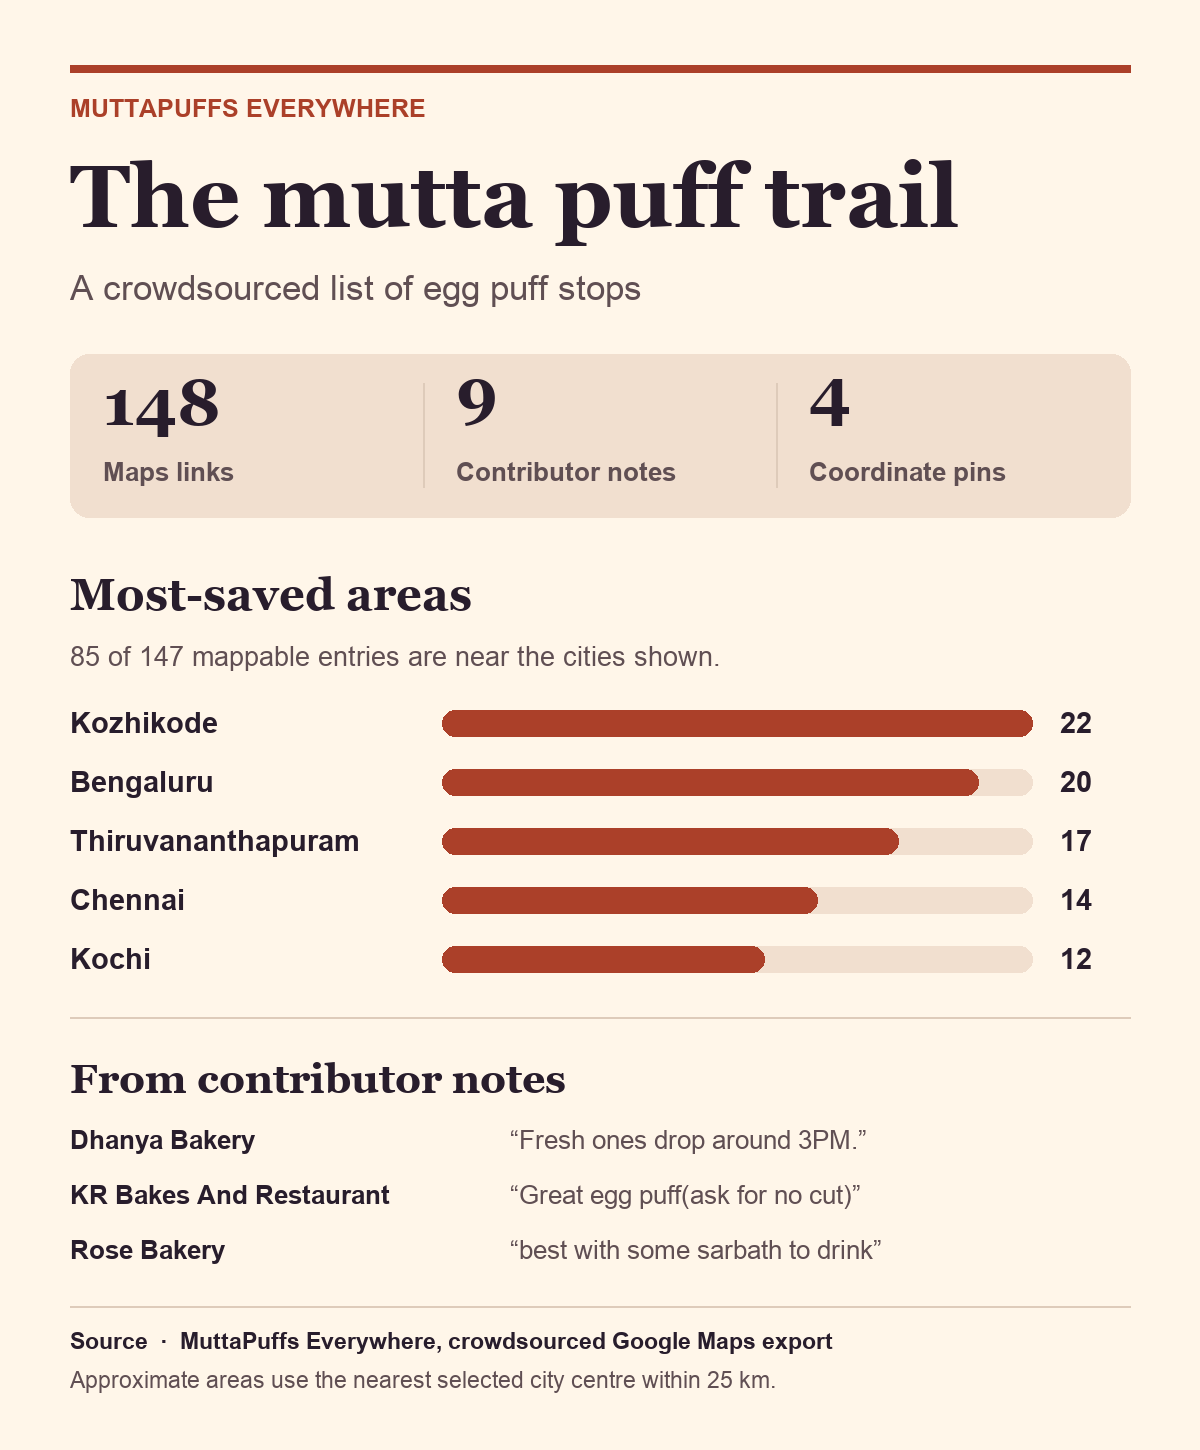 MUTTAPUFFS EVERYWHERE
The mutta puff trail
A crowdsourced list of egg puff stops
148
Maps links
9
Contributor notes
4
Coordinate pins
Most-saved areas
85 of 147 mappable entries are near the cities shown.
Kozhikode 22
Bengaluru 20
Thiruvananthapuram 17
Chennai 14
Kochi 12
From contributor notes
Dhanya Bakery “Fresh ones drop around 3PM.”
KR Bakes And Restaurant “Great egg puff(ask for no cut)”
Rose Bakery “best with some sarbath to drink”
Source · MuttaPuffs Everywhere, crowdsourced Google Maps export
Approximate areas use the nearest selected city centre within 25 km.